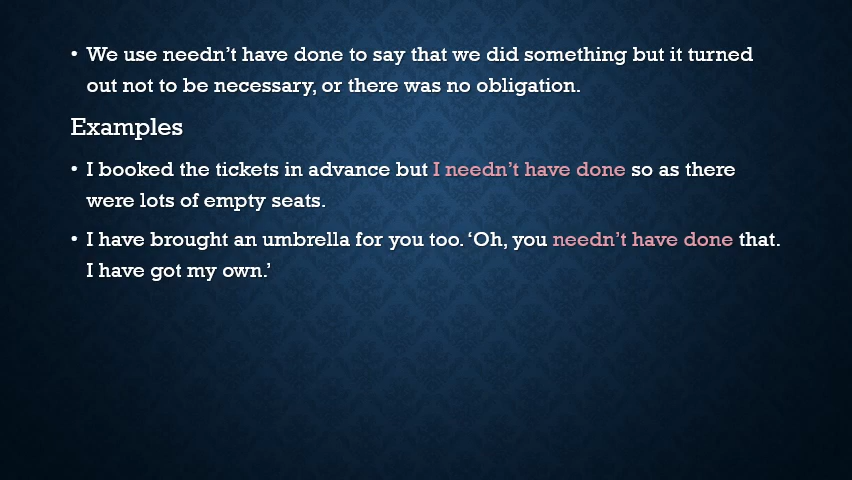 • We use needn’t have done to say that we did something but it turned
out not to be necessary, or there was no obligation.
Examples
• I booked the tickets in advance but I needn’t have done so as there
were lots of empty seats.
• I have brought an umbrella for you too. ‘Oh, you needn’t have done that.
I have got my own.’